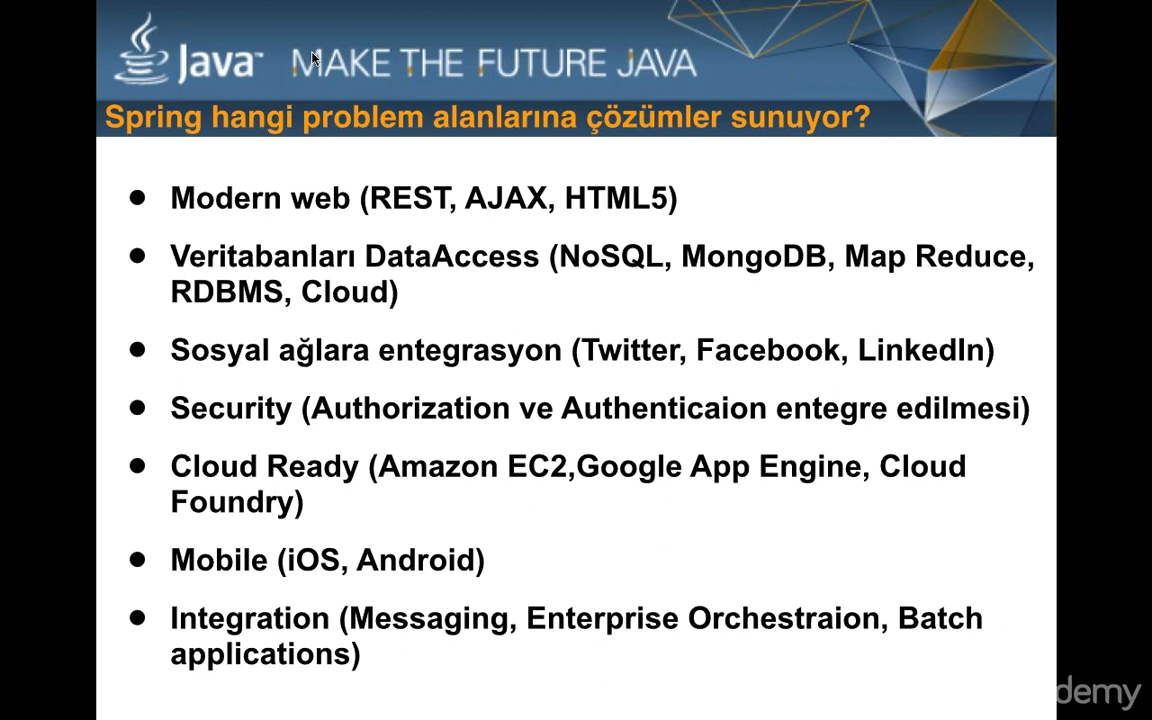 Java™ MAKE THE FUTURE JAVA
Spring hangi problem alanlarına çözümler sunuyor?
● Modern web (REST, AJAX, HTML5)
● Veritabanları DataAccess (NoSQL, MongoDB, Map Reduce,
RDBMS, Cloud)
● Sosyal ağlara entegrasyon (Twitter, Facebook, LinkedIn)
● Security (Authorization ve Authenticaion entegre edilmesi)
● Cloud Ready (Amazon EC2,Google App Engine, Cloud
Foundry)
● Mobile (iOS, Android)
● Integration (Messaging, Enterprise Orchestraion, Batch
applications)
demy